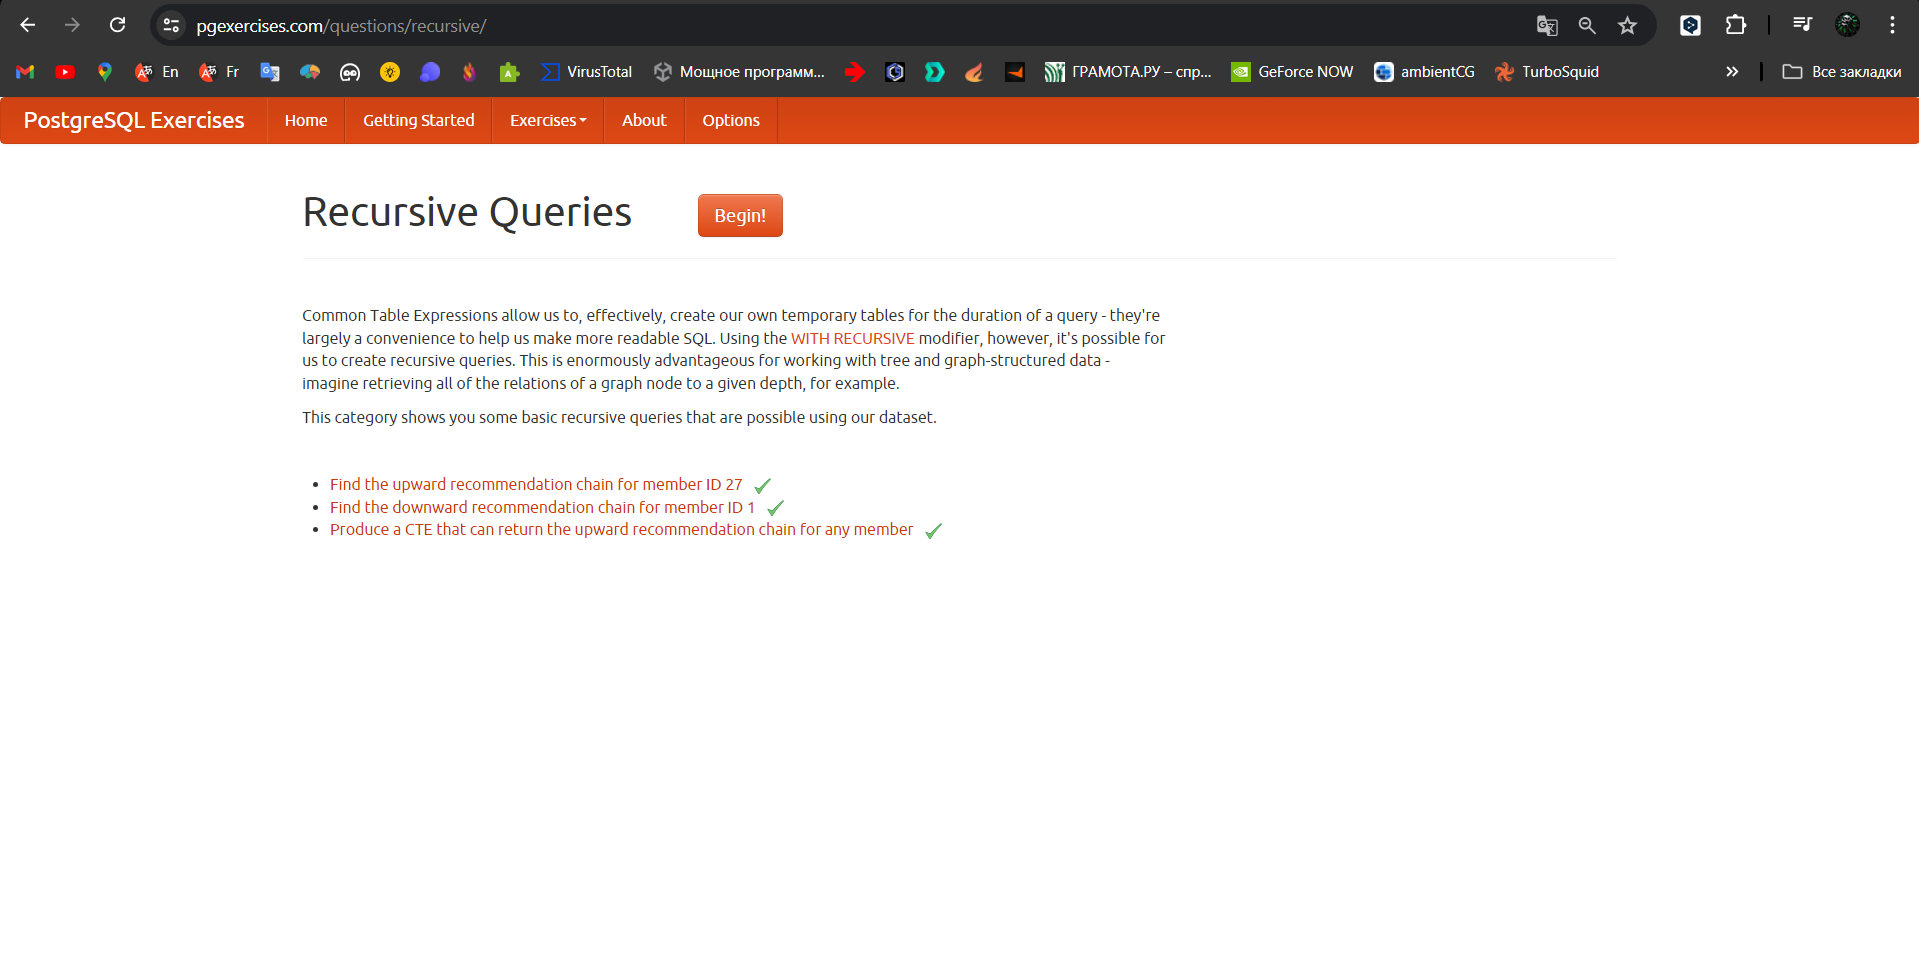 pgexercises.com/questions/recursive/
En
Fr
VirusTotal
Мощное программ...
ГРАМОТА.РУ – спр...
GeForce NOW
ambientCG
TurboSquid
Все закладки
PostgreSQL Exercises
Home
Getting Started
Exercises
About
Options
Recursive Queries
Begin!
Common Table Expressions allow us to, effectively, create our own temporary tables for the duration of a query - they're
largely a convenience to help us make more readable SQL. Using the WITH RECURSIVE modifier, however, it's possible for
us to create recursive queries. This is enormously advantageous for working with tree and graph-structured data -
imagine retrieving all of the relations of a graph node to a given depth, for example.
This category shows you some basic recursive queries that are possible using our dataset.
Find the upward recommendation chain for member ID 27
Find the downward recommendation chain for member ID 1
Produce a CTE that can return the upward recommendation chain for any member